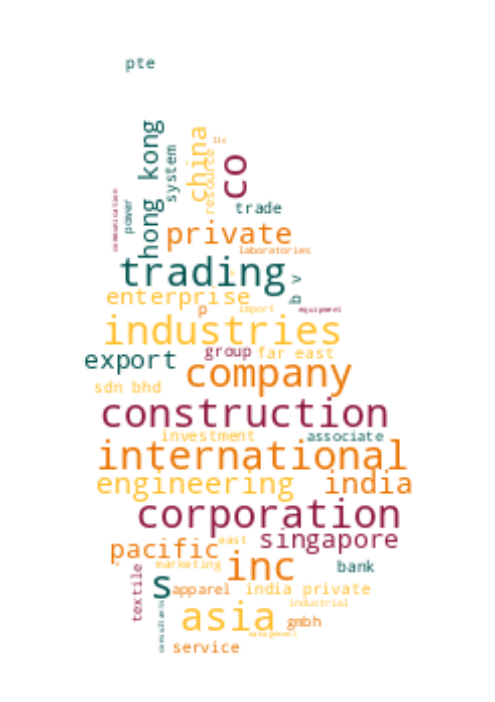 pte
hong kong
system
china
resource
llc
co
communication
power
trade
private
laboratories
trading
b v
enterprise
p
import
equipment
industries
export
group
far east
company
sdn bhd
construction
investment
associate
international
engineering
india
corporation
singapore
pacific
east
marketing
inc
bank
textile
s
apparel
india private
industrial
consultants
asia
gmbh
management
service